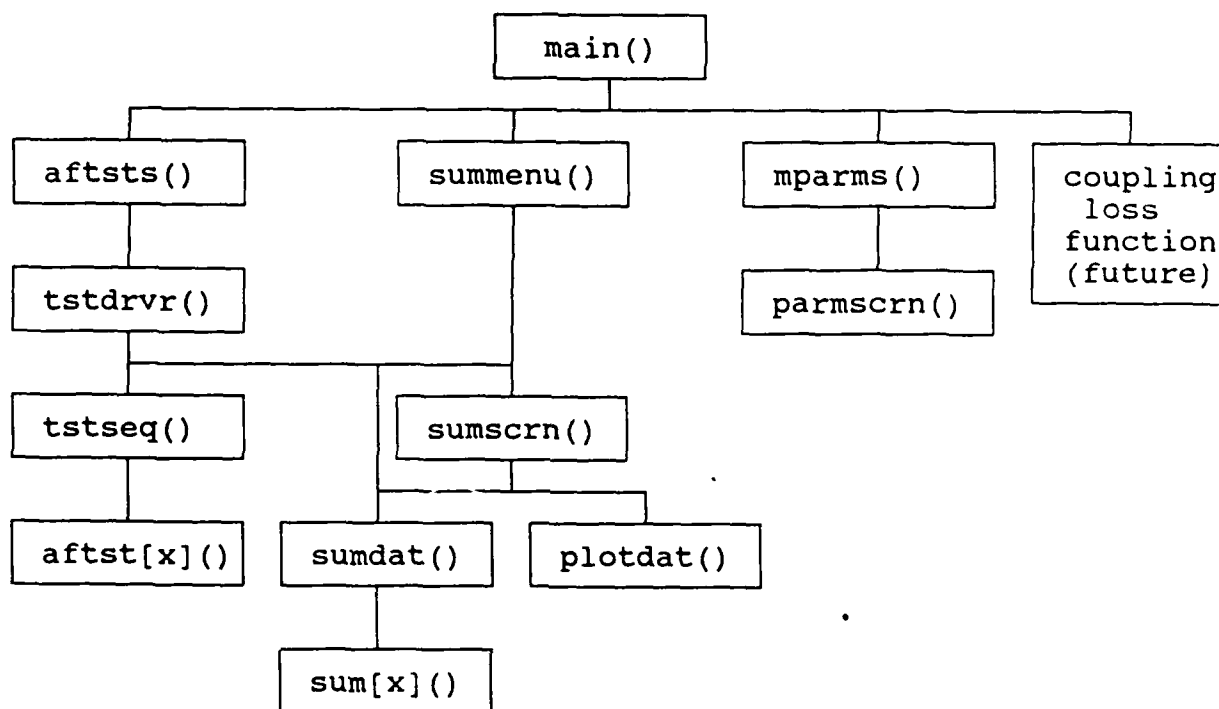 main()
aftsts()
summenu()
mparms()
coupling
loss
function
(future)
tstdrvr()
parmscrn()
tstseq()
sumscrn()
aftst[x]()
sumdat()
plotdat()
sum[x]()